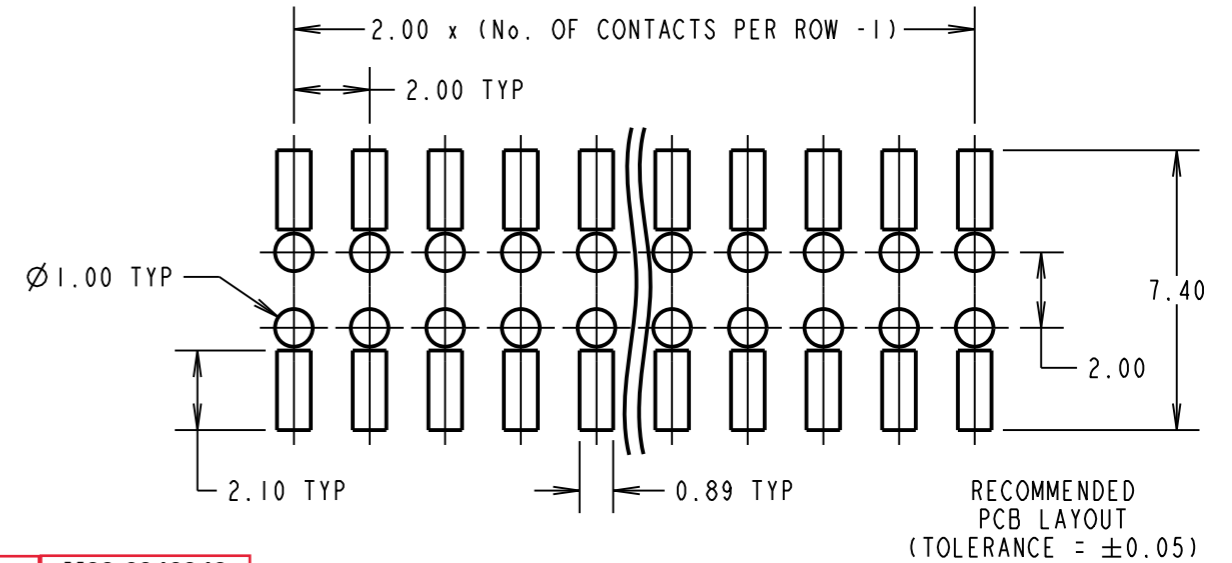 2.00 x (No. OF CONTACTS PER ROW -1)
2.00 TYP
Ø1.00 TYP
7.40
2.00
2.10 TYP
0.89 TYP
RECOMMENDED
PCB LAYOUT
(TOLERANCE = ±0.05)